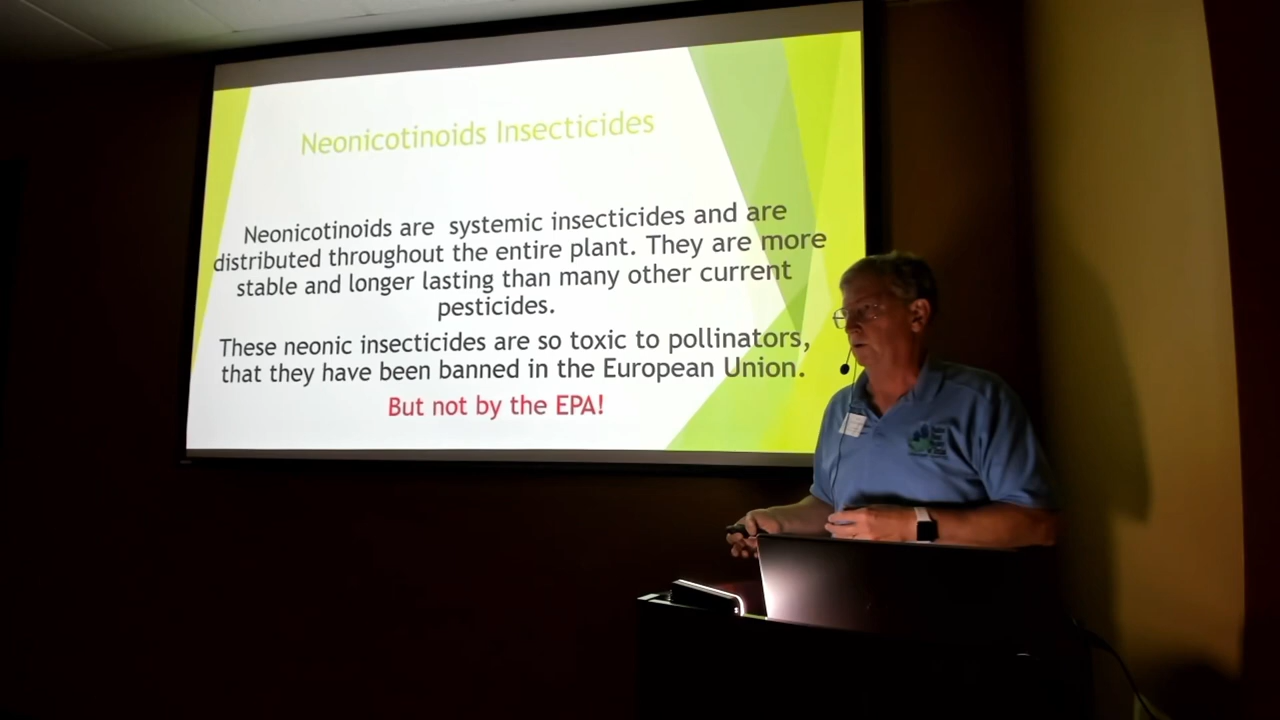 Neonicotinoids Insecticides
Neonicotinoids are systemic insecticides and are
distributed throughout the entire plant. They are more
stable and longer lasting than many other current
pesticides.
These neonic insecticides are so toxic to pollinators,
that they have been banned in the European Union.
But not by the EPA!